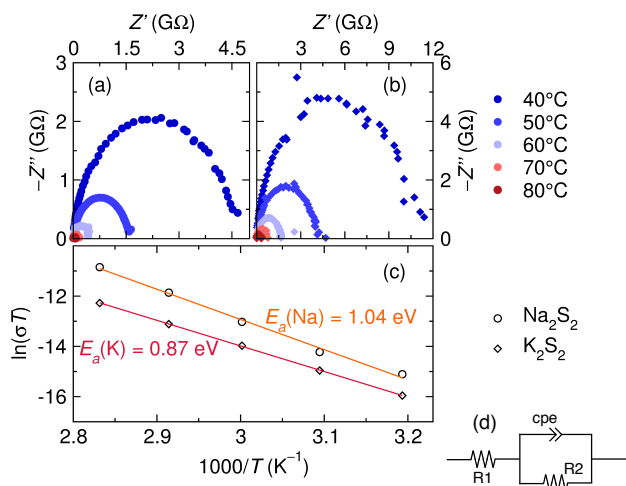 Z' (GΩ) Z' (GΩ)
0 1.5 3 4.5 3 6 9 12
3 (a) (b) 6
2 4
1 2
0 0
-Z'' (GΩ)
-Z'' (GΩ)
40°C
50°C
60°C
70°C
80°C
(c)
-12
-14
-16
ln(σT)
Eₐ(Na) = 1.04 eV
Eₐ(K) = 0.87 eV
2.8 2.9 3 3.1 3.2
1000/T (K⁻¹)
Na₂S₂
K₂S₂
(d) cpe
R1 R2